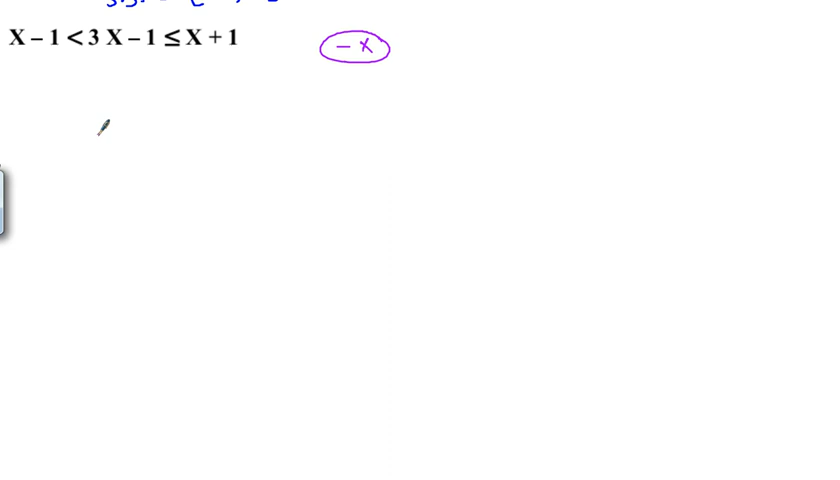 X – 1 < 3 X – 1 ≤ X + 1
– x